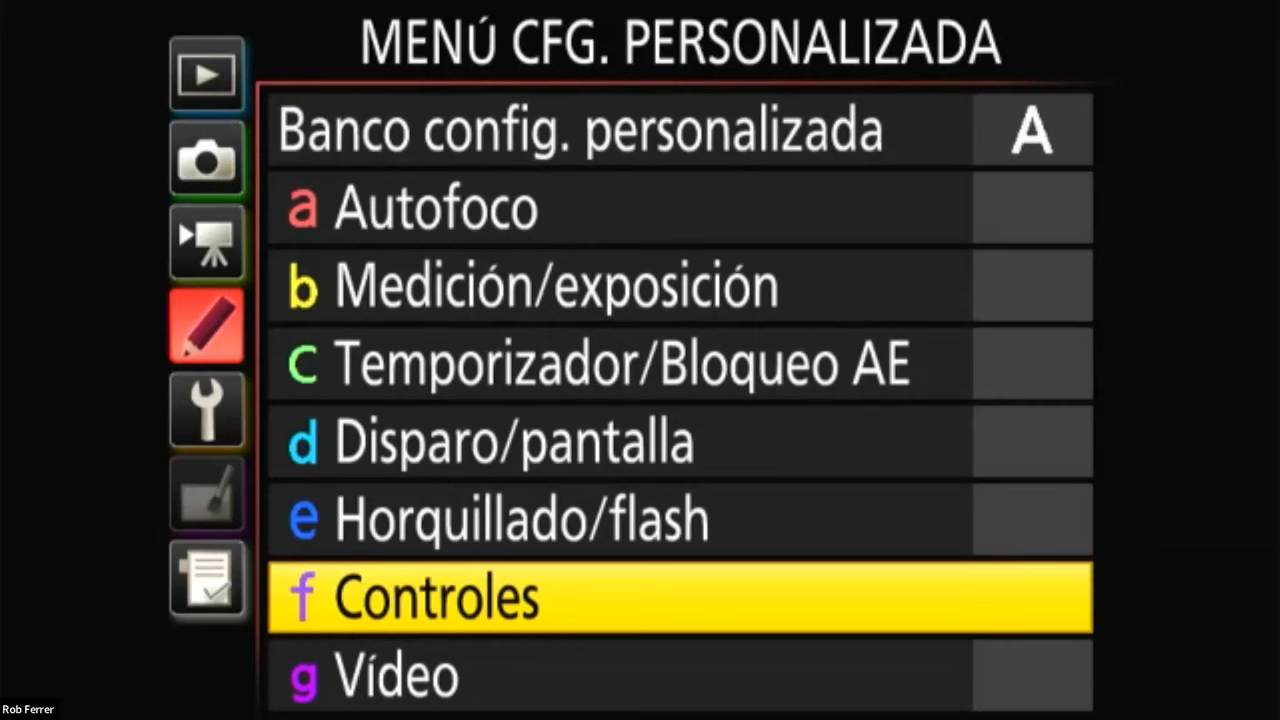 MENÚ CFG. PERSONALIZADA
Banco config. personalizada A
a Autofoco
b Medición/exposición
c Temporizador/Bloqueo AE
d Disparo/pantalla
e Horquillado/flash
f Controles
g Vídeo
Rob Ferrer